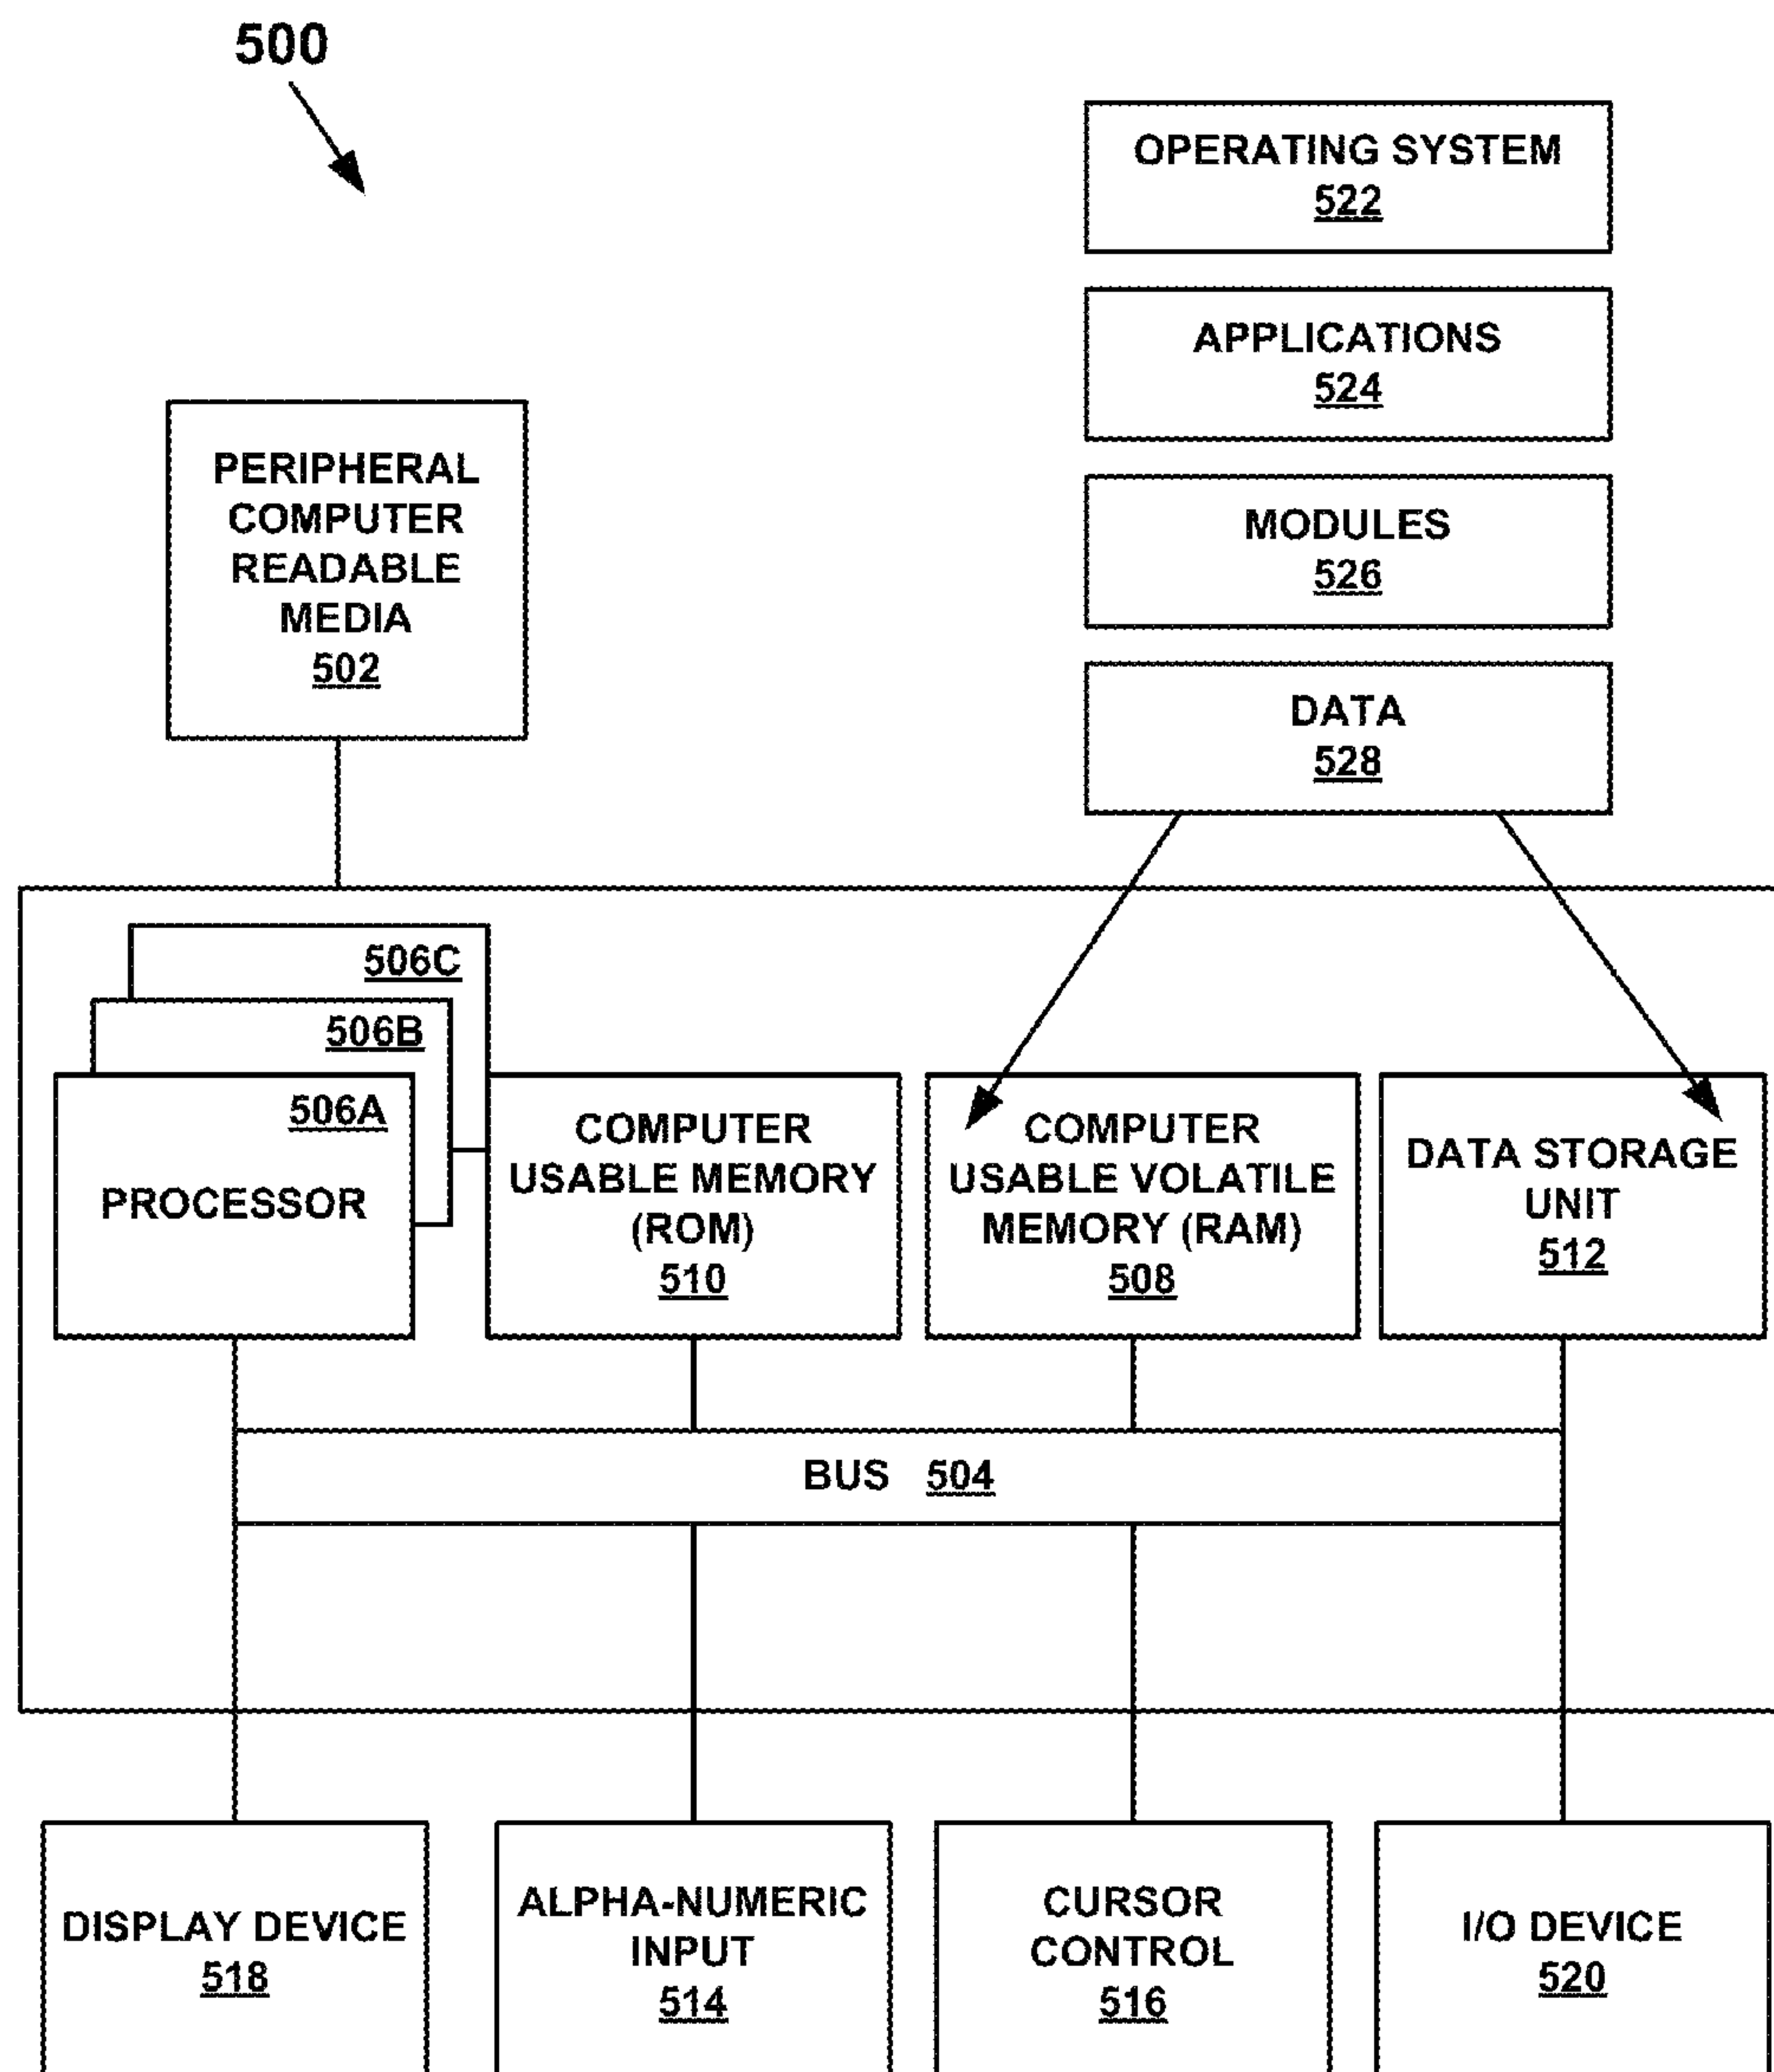 500
OPERATING SYSTEM
522
APPLICATIONS
524
PERIPHERAL
COMPUTER
READABLE
MEDIA
502
MODULES
526
DATA
528
506C
506B
506A
PROCESSOR
COMPUTER
USABLE MEMORY
(ROM)
510
COMPUTER
USABLE VOLATILE
MEMORY (RAM)
508
DATA STORAGE
UNIT
512
BUS 504
DISPLAY DEVICE
518
ALPHA-NUMERIC
INPUT
514
CURSOR
CONTROL
516
I/O DEVICE
520